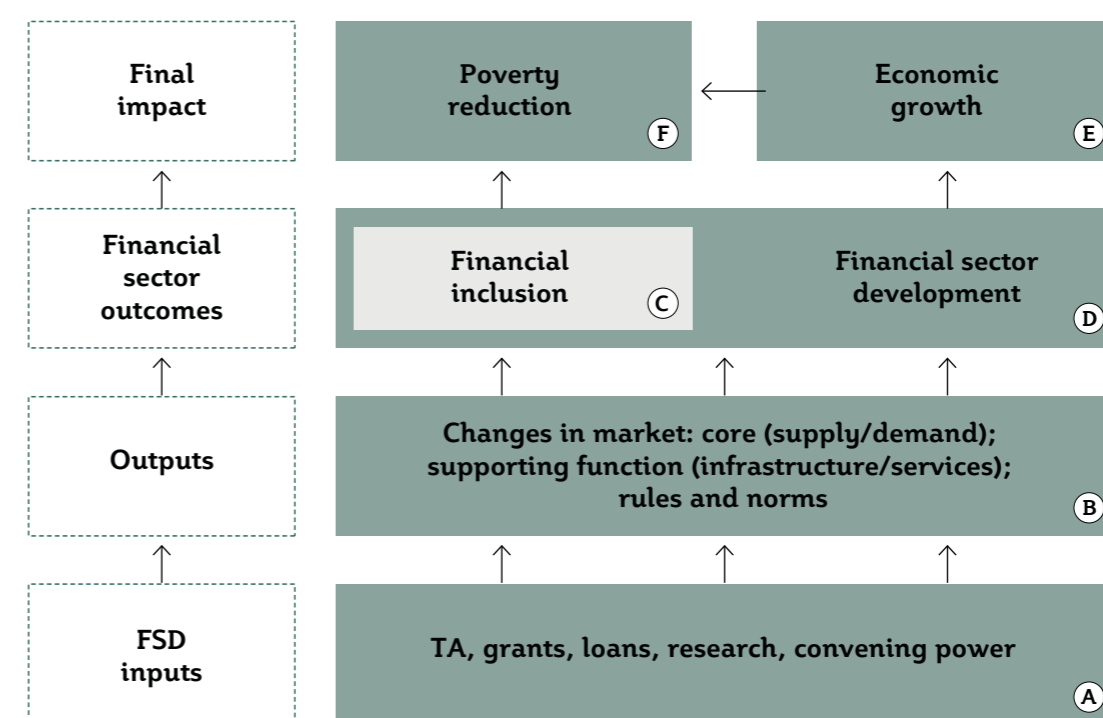 Final
impact
Poverty
reduction
F
Economic
growth
E
Financial
sector
outcomes
Financial
inclusion
C
Financial sector
development
D
Outputs
Changes in market: core (supply/demand);
supporting function (infrastructure/services);
rules and norms
B
FSD
inputs
TA, grants, loans, research, convening power
A